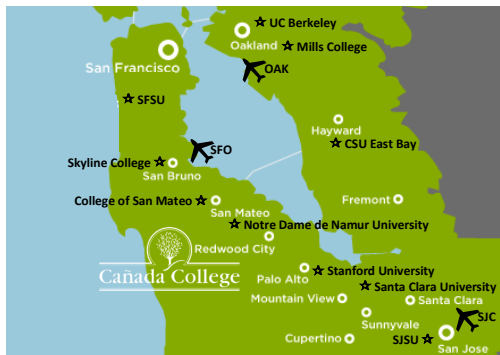 UC Berkeley
Oakland
Mills College
San Francisco
OAK
SFSU
Hayward
CSU East Bay
SFO
Skyline College
San Bruno
College of San Mateo
Fremont
San Mateo
Notre Dame de Namur University
Redwood City
Cañada College
Palo Alto
Stanford University
Santa Clara University
Mountain View
Santa Clara
Sunnyvale
SJC
Cupertino
SJSU
San Jose